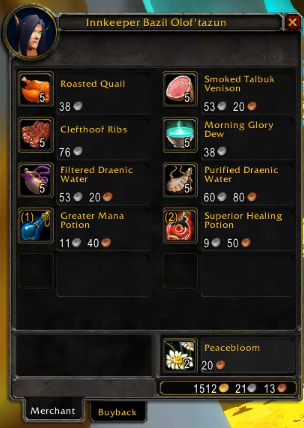 Innkeeper Bazil Olof'tazun
Roasted Quail
5
38
Smoked Talbuk
Venison
5
53 20
Clefthoof Ribs
5
76
Morning Glory
Dew
5
38
Filtered Draenic
Water
5
53 20
Purified Draenic
Water
5
60 80
(1)
Greater Mana
Potion
11 40
(2)
Superior Healing
Potion
9 50
Peacebloom
2
20
1512 21 13
Merchant
Buyback